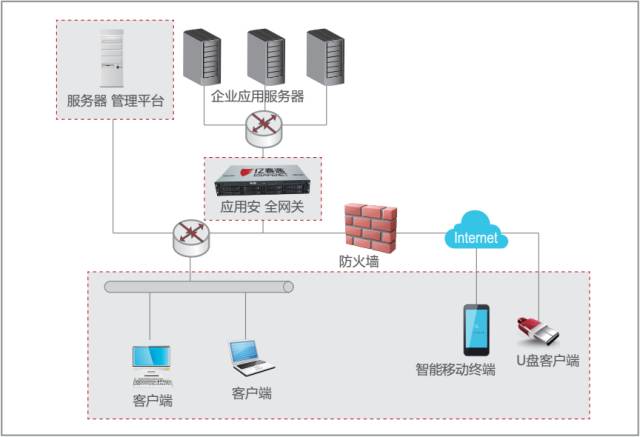 服务器 管理平台
企业应用服务器
亿赛通
应用安 全网关
防火墙
Internet
智能移动终端
U盘客户端
客户端
客户端